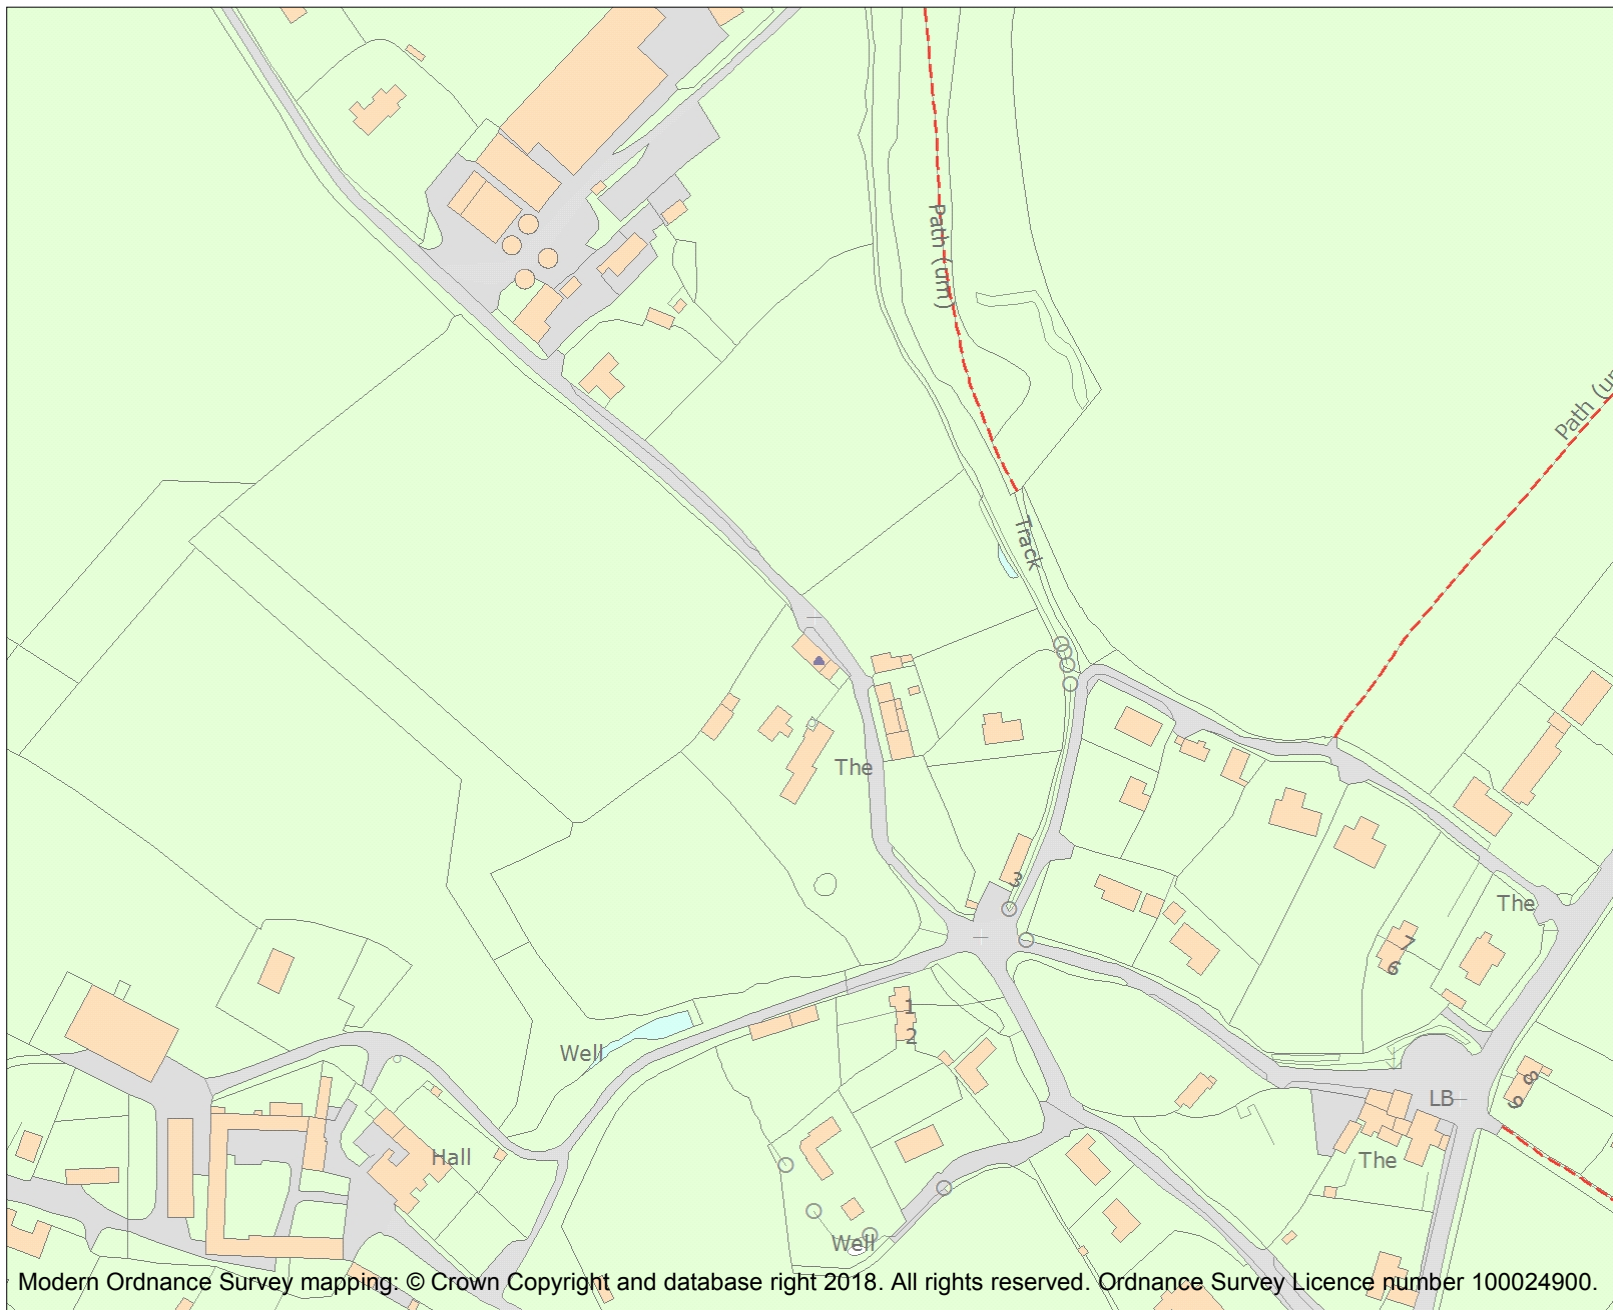 Path (um)
Path (u
Track
The
3
The
7
6
1
2
Well
LB
8
9
Hall
The
Well
Modern Ordnance Survey mapping: © Crown Copyright and database right 2018. All rights reserved. Ordnance Survey Licence number 100024900.